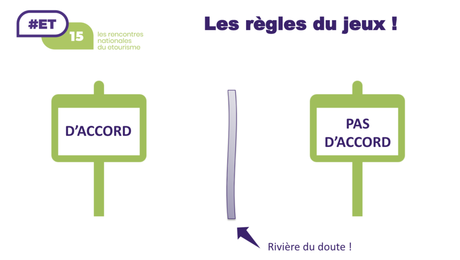 #ET
15
les rencontres
nationales
du etourisme
Les règles du jeux !
D'ACCORD
PAS
D'ACCORD
Rivière du doute !